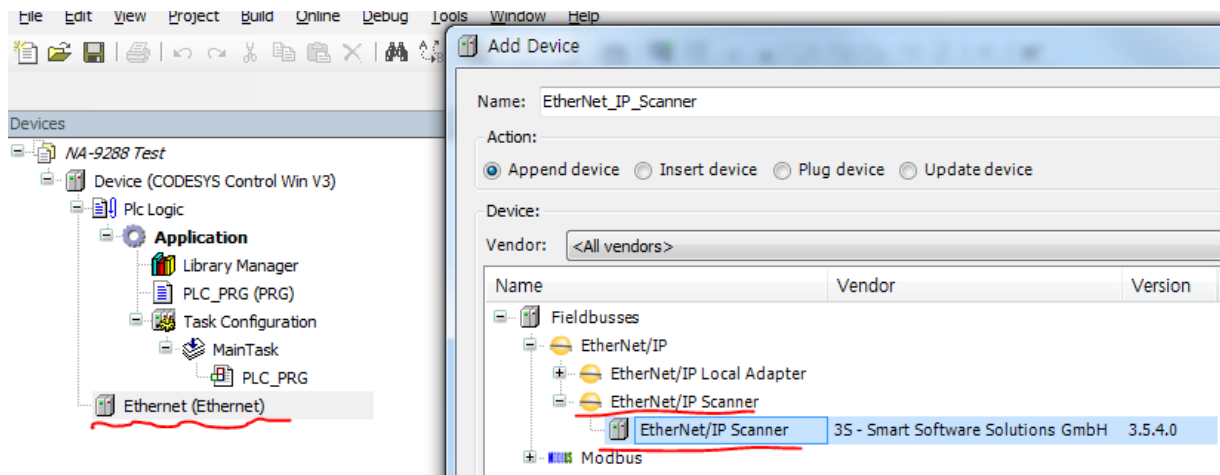 File Edit View Project Build Online Debug Tools Window Help
Add Device
Name: EtherNet_IP_Scanner
Action:
Append device Insert device Plug device Update device
Device:
Vendor: <All vendors>
Name Vendor Version
Fieldbusses
EtherNet/IP
EtherNet/IP Local Adapter
EtherNet/IP Scanner
EtherNet/IP Scanner 3S - Smart Software Solutions GmbH 3.5.4.0
Modbus
Devices
NA-9288 Test
Device (CODESYS Control Win V3)
Plc Logic
Application
Library Manager
PLC_PRG (PRG)
Task Configuration
MainTask
PLC_PRG
Ethernet (Ethernet)